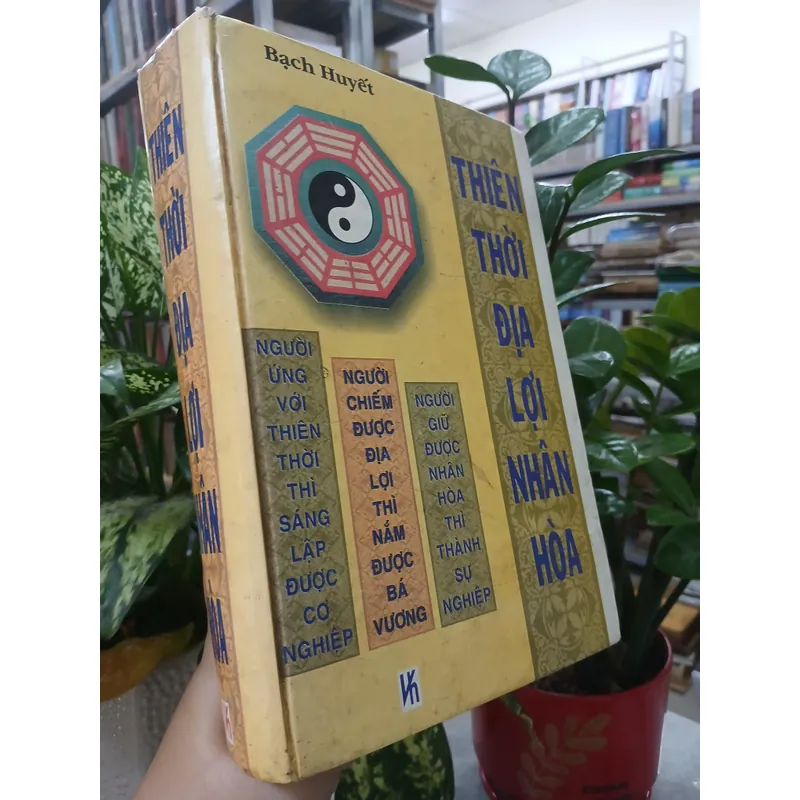 Bạch Huyết
THIÊN
THỜI
ĐỊA
LỢI
NHÂN
HÒA
NGƯỜI
ỨNG
VỚI
THIÊN
THỜI
THÌ
SÁNG
LẬP
ĐƯỢC
CƠ
NGHIỆP
NGƯỜI
CHIẾM
ĐƯỢC
ĐỊA
LỢI
THÌ
NẮM
ĐƯỢC
BÁ
VƯƠNG
NGƯỜI
GIỮ
ĐƯỢC
NHÂN
HÒA
THÌ
THÀNH
SỰ
NGHIỆP
THIÊN
THỜI
ĐỊA
LỢI
NHÂN
HÒA